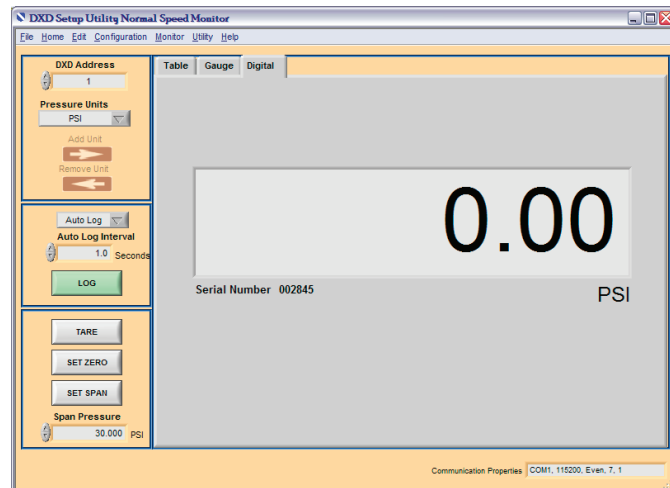 DXD Setup Utility Normal Speed Monitor
File Home Edit Configuration Monitor Utility Help
DXD Address
1
Pressure Units
PSI
Add Unit
Remove Unit
Auto Log
Auto Log Interval
1.0 Seconds
LOG
TARE
SET ZERO
SET SPAN
Span Pressure
30.000 PSI
Table Gauge Digital
0.00
Serial Number 002845
PSI
Communication Properties COM1, 115200, Even, 7, 1